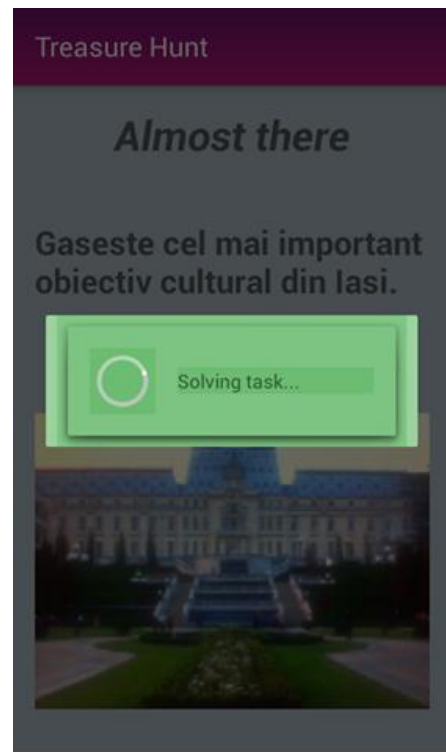 Treasure Hunt
Almost there
Gaseste cel mai important
obiectiv cultural din Iasi.
Solving task...